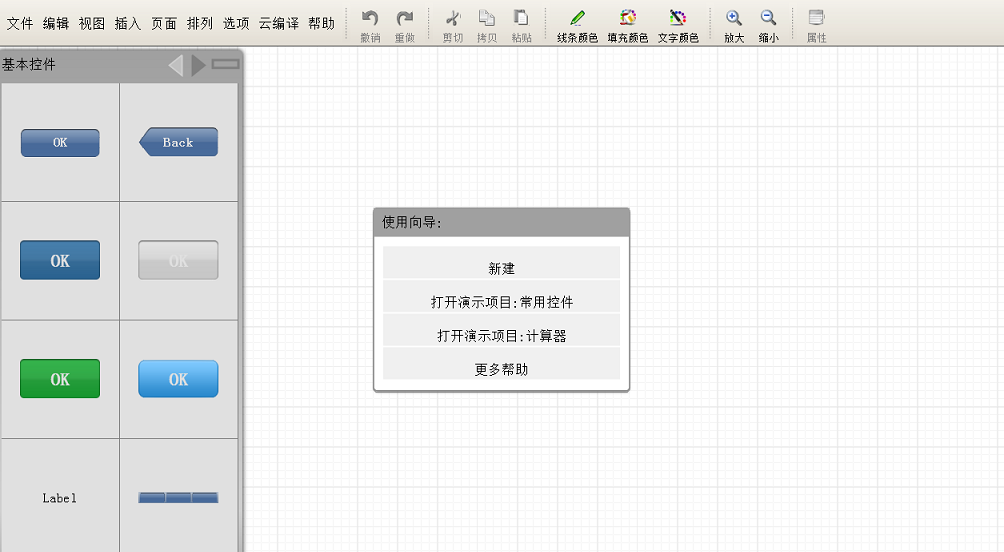 文件 编辑 视图 插入 页面 排列 选项 云编译 帮助
撤销 重做 剪切 拷贝 粘贴 线条颜色 填充颜色 文字颜色 放大 缩小 属性
基本控件
OK Back
OK OK
OK OK
Label
使用向导:
新建
打开演示项目:常用控件
打开演示项目:计算器
更多帮助